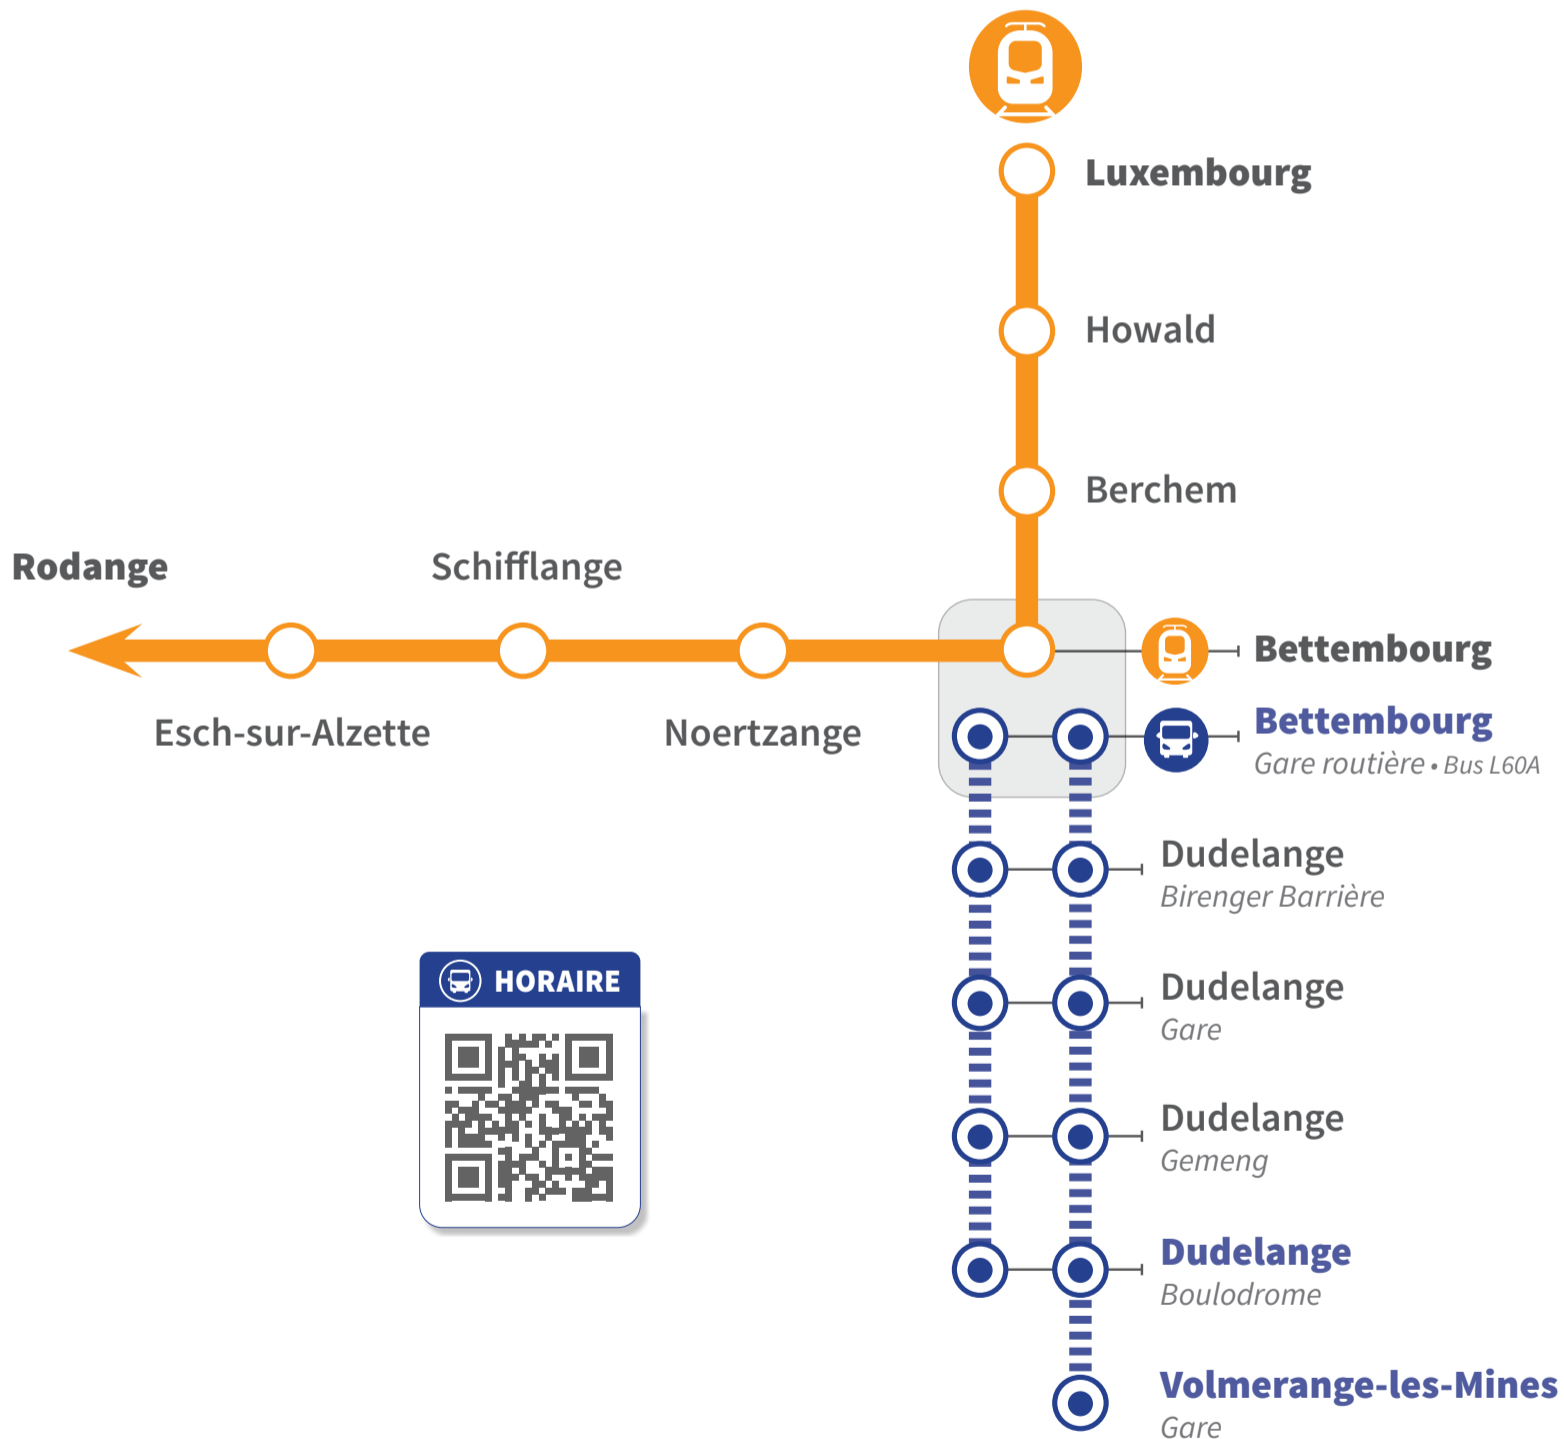 Luxembourg
Howald
Berchem
Rodange
Schifflange
Esch-sur-Alzette
Noertzange
Bettembourg
Bettembourg
Gare routière • Bus L60A
Dudelange
Birenger Barrière
HORAIRE
Dudelange
Gare
Dudelange
Gemeng
Dudelange
Boulodrome
Volmerange-les-Mines
Gare